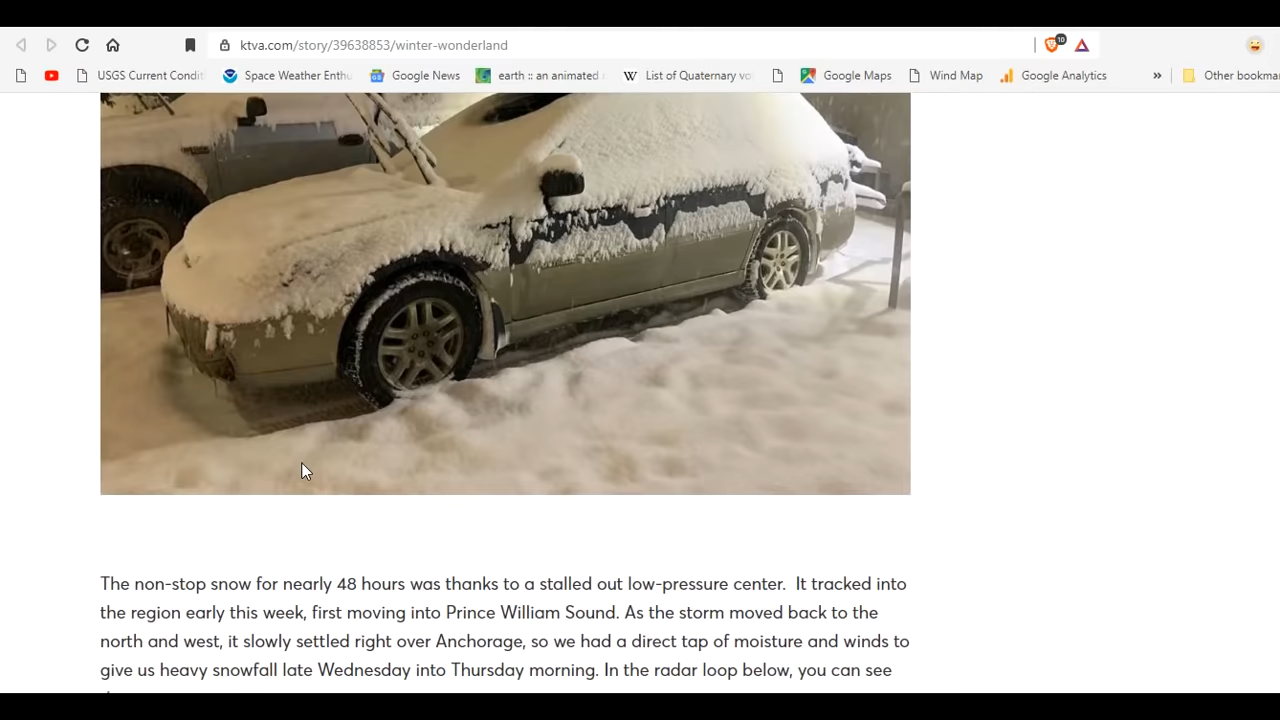 ktva.com/story/39638853/winter-wonderland
10
USGS Current Condit
Space Weather Enthu
Google News
earth :: an animated
List of Quaternary vo
Google Maps
Wind Map
Google Analytics
»
Other bookma
The non-stop snow for nearly 48 hours was thanks to a stalled out low-pressure center. It tracked into
the region early this week, first moving into Prince William Sound. As the storm moved back to the
north and west, it slowly settled right over Anchorage, so we had a direct tap of moisture and winds to
give us heavy snowfall late Wednesday into Thursday morning. In the radar loop below, you can see